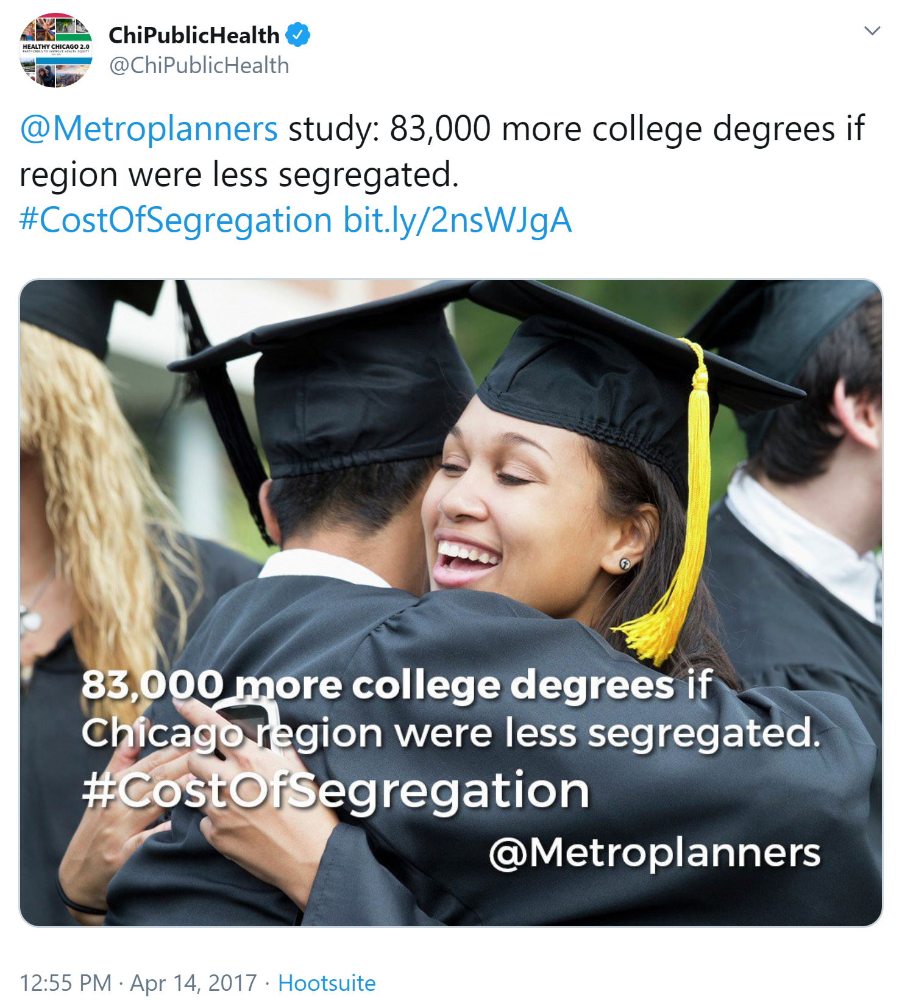 HEALTHY CHICAGO 2.0
PARTNERING TO IMPROVE HEALTH EQUITY
ChiPublicHealth
@ChiPublicHealth
@Metroplanners study: 83,000 more college degrees if
region were less segregated.
#CostOfSegregation bit.ly/2nsWJgA
83,000 more college degrees if
Chicago region were less segregated.
#CostOfSegregation
@Metroplanners
12:55 PM · Apr 14, 2017 · Hootsuite